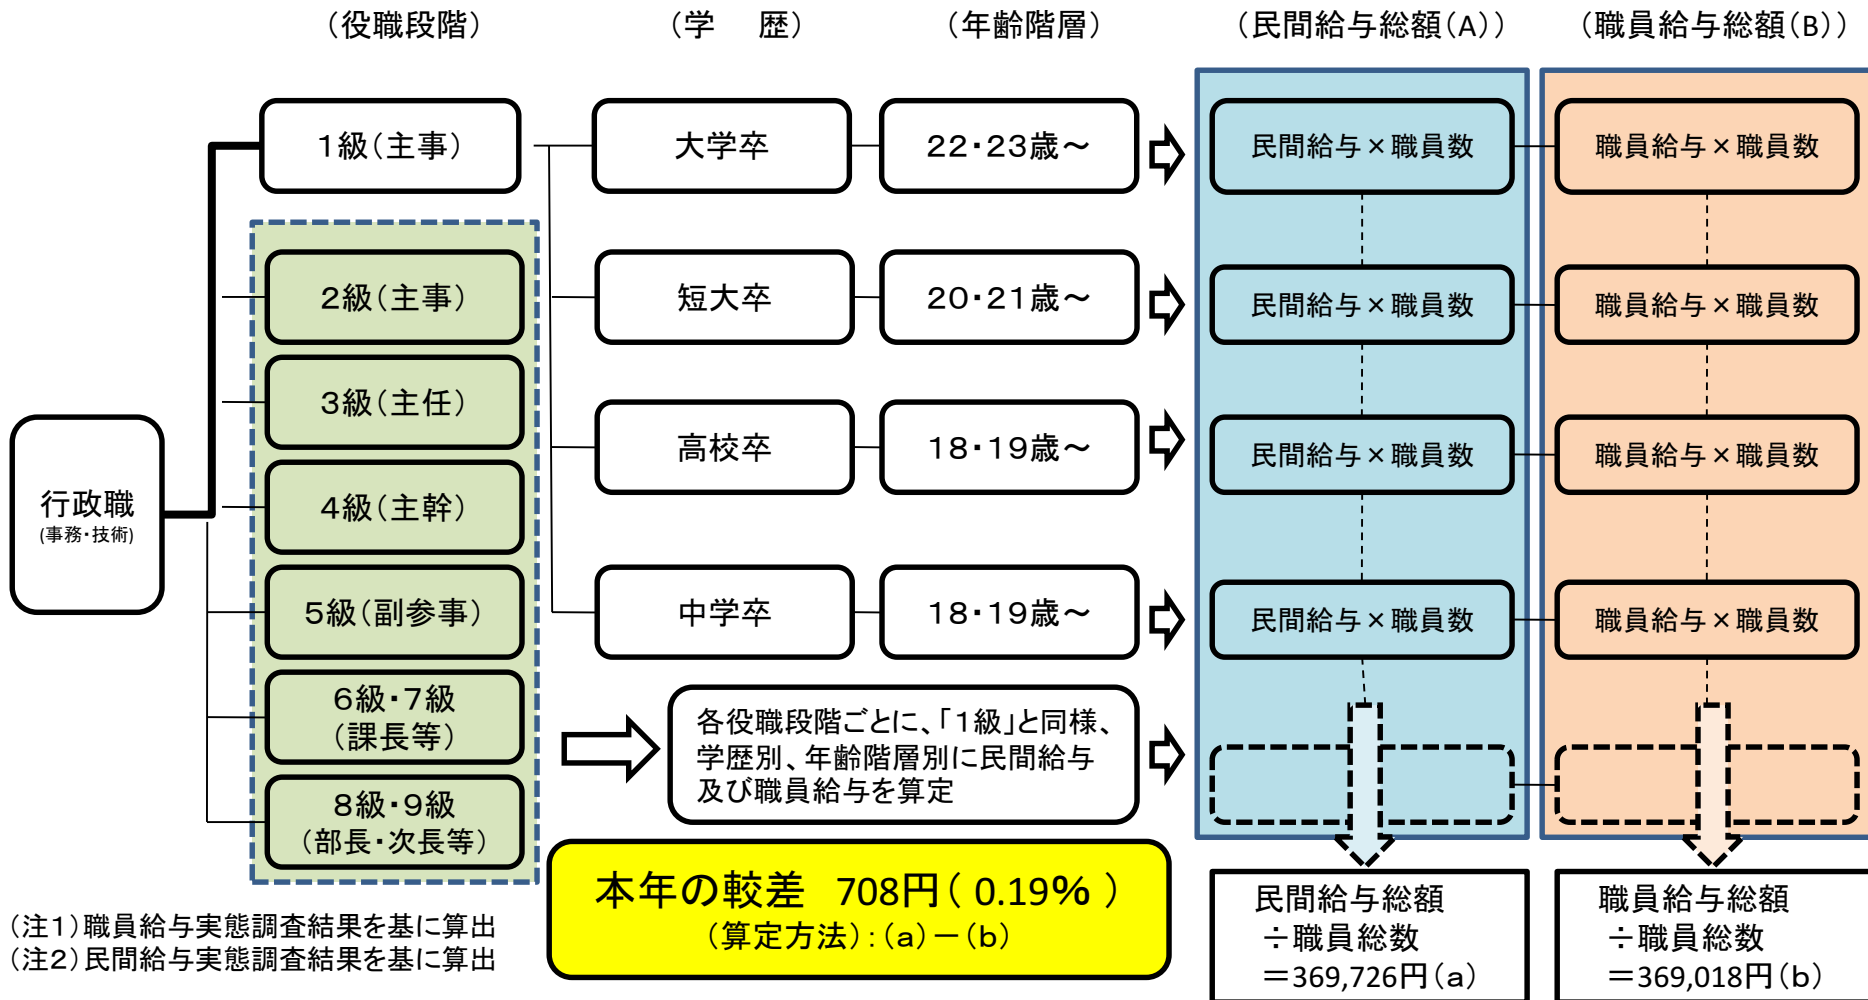 (役職段階)
(学　歴)
(年齢階層)
(民間給与総額(A))
(職員給与総額(B))
行政職
(事務・技術)
1級(主事)
2級(主事)
3級(主任)
4級(主幹)
5級(副参事)
6級・7級
(課長等)
8級・9級
(部長・次長等)
大学卒
22・23歳～
民間給与×職員数
職員給与×職員数
短大卒
20・21歳～
民間給与×職員数
職員給与×職員数
高校卒
18・19歳～
民間給与×職員数
職員給与×職員数
中学卒
18・19歳～
民間給与×職員数
職員給与×職員数
各役職段階ごとに、「1級」と同様、
学歴別、年齢階層別に民間給与
及び職員給与を算定
本年の較差　708円( 0.19% )
(算定方法):(a)－(b)
民間給与総額
÷職員総数
＝369,726円(a)
職員給与総額
÷職員総数
＝369,018円(b)
(注1)職員給与実態調査結果を基に算出
(注2)民間給与実態調査結果を基に算出